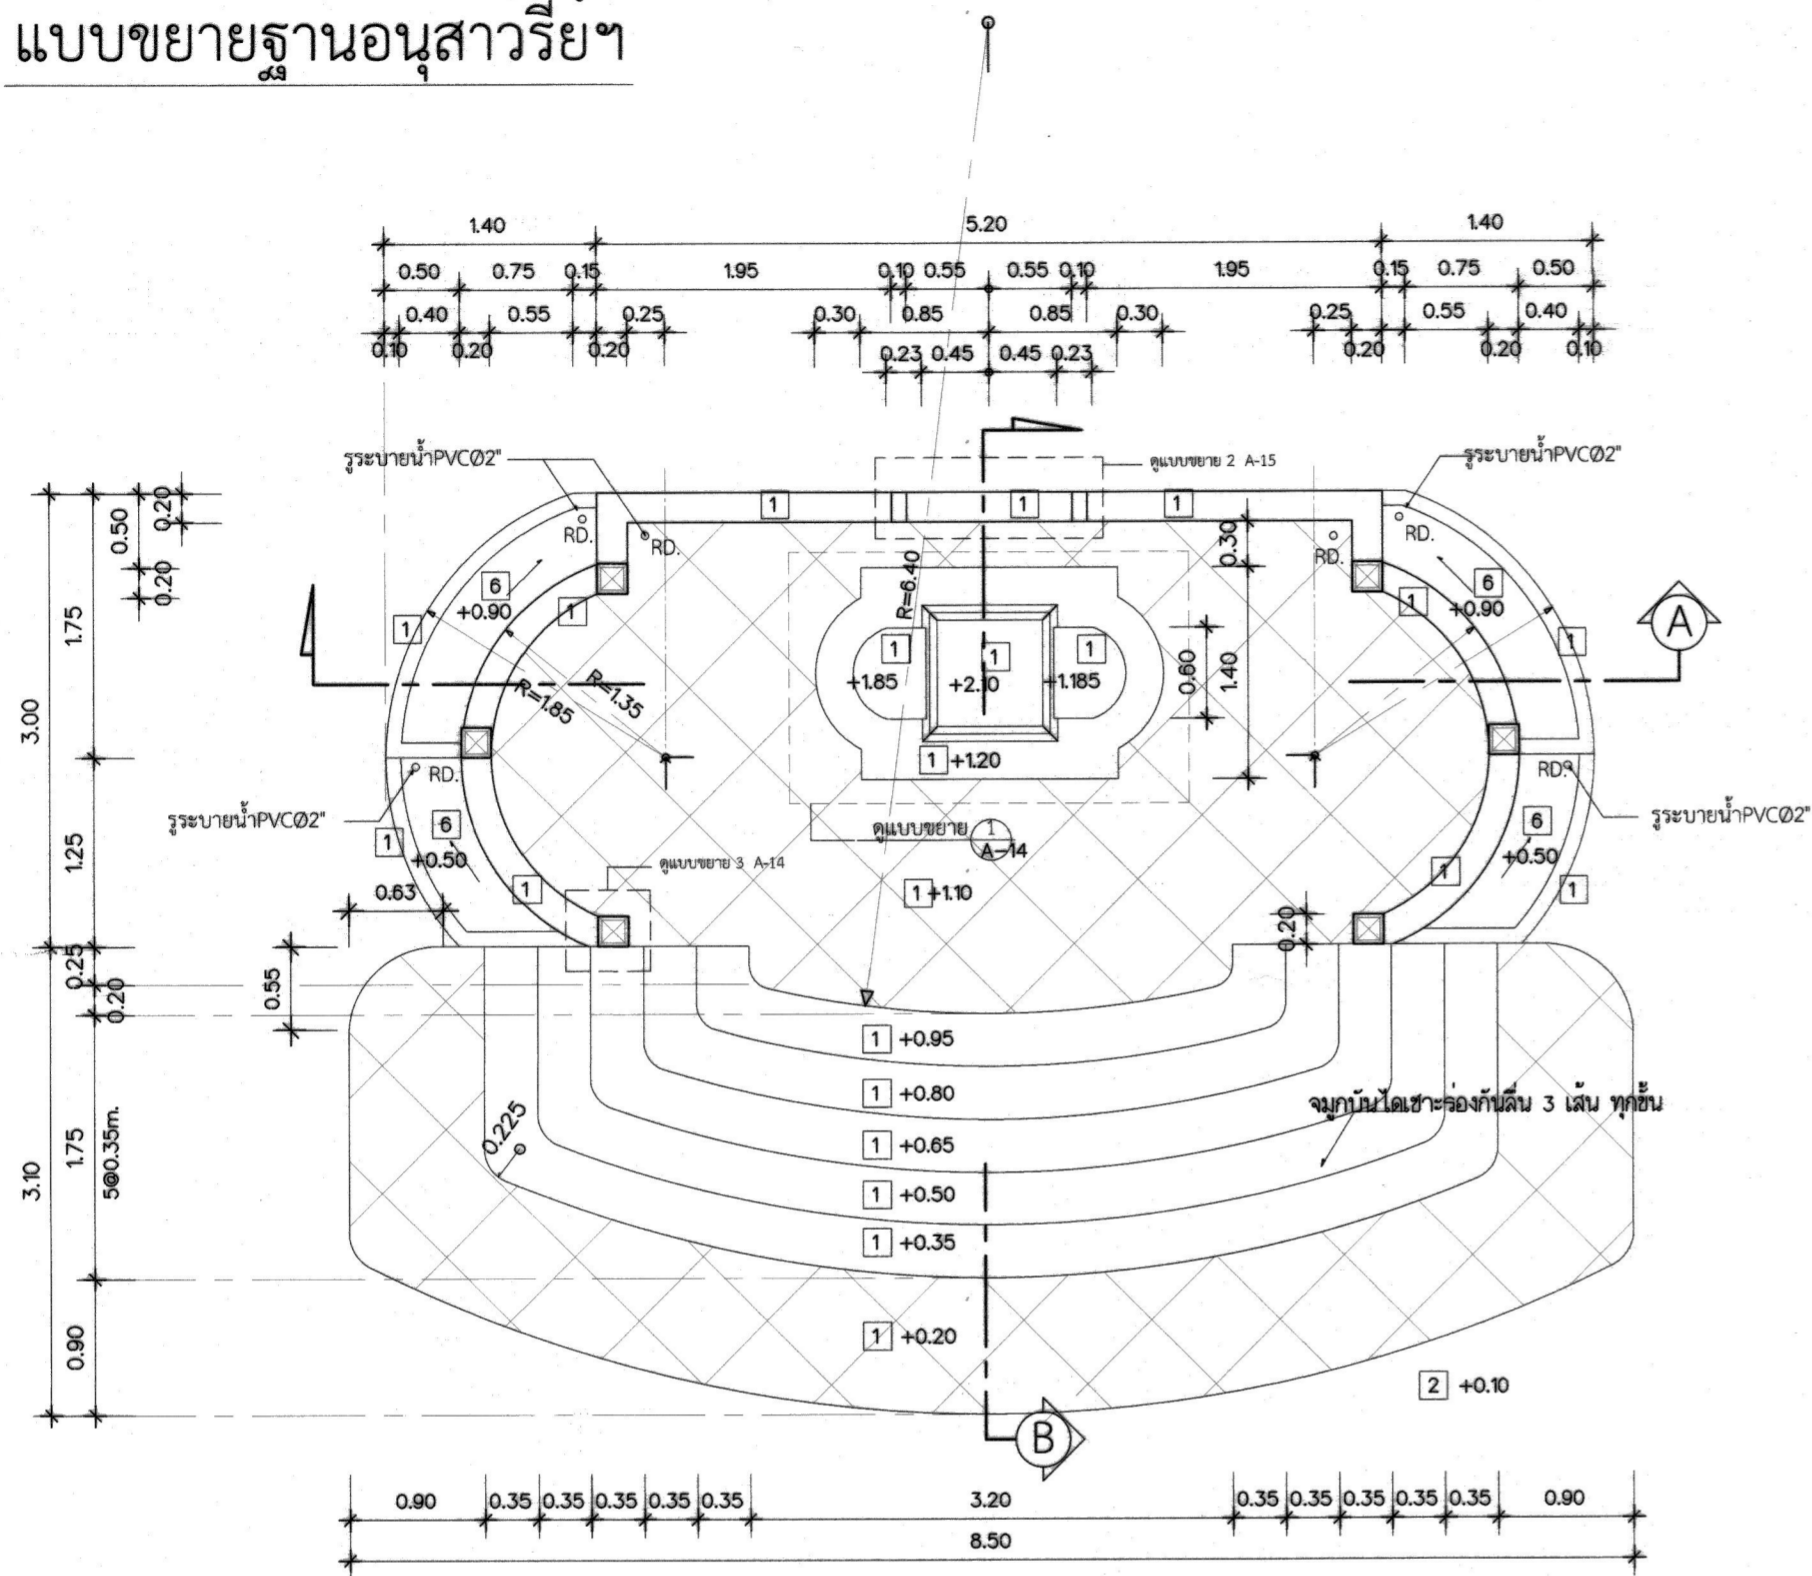 แบบขยายฐานอนุสาวรีย์ฯ
1.40 5.20 1.40
0.50 0.75 0.15 1.95 0.10 0.55 0.55 0.10 1.95 0.15 0.75 0.50
0.40 0.55 0.25 0.30 0.85 0.85 0.30 0.25 0.55 0.40
0.10 0.20 0.20 0.23 0.45 0.45 0.23 0.20 0.20 0.10
รูระบายน้ำPVCØ2"
ดูแบบขยาย 2 A-15
รูระบายน้ำPVCØ2"
0.20
0.50
0.20
1 1 1
RD. RD. RD. RD.
0.30
R=6.40
6 +0.90
6 +0.90
1 1 1 1
A
1.75
3.00
R=1.85 R=1.35
1 1 1
+1.85 +2.10 +1.185
0.60 1.40
1 +1.20
RD. RD.
รูระบายน้ำPVCØ2"
รูระบายน้ำPVCØ2"
6 +0.50
6 +0.50
1 1 1 1
ดูแบบขยาย 1
A-14
ดูแบบขยาย 3 A-14
1.25
0.63
1 +1.10
0.20
0.25
0.20
0.55
1 +0.95
1 +0.80
จมูกบันไดเซาะร่องกันลื่น 3 เส้น ทุกขั้น
0.225
1 +0.65
3.10
1.75
5@0.35m.
1 +0.50
1 +0.35
0.90
1 +0.20
2 +0.10
B
0.90 0.35 0.35 0.35 0.35 0.35 3.20 0.35 0.35 0.35 0.35 0.35 0.90
8.50